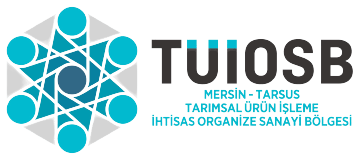 TUIOSB
MERSİN - TARSUS
TARIMSAL ÜRÜN İŞLEME
İHTİSAS ORGANİZE SANAYİ BÖLGESİ